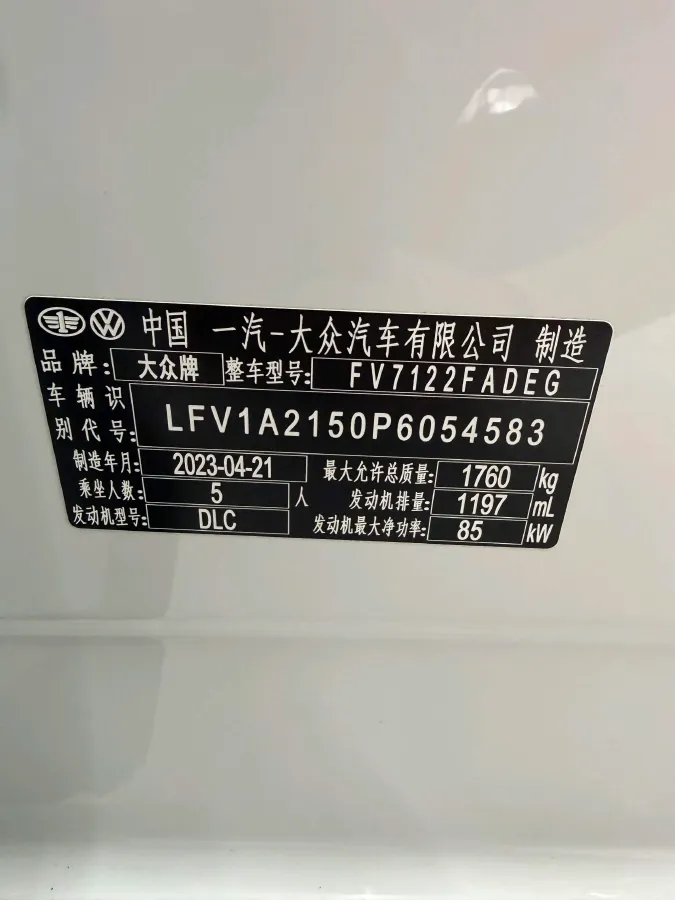 中国 一汽-大众汽车有限公司 制造
品牌: 大众牌 整车型号: FV7122FADEG
车辆识别代号: LFV1A2150P6054583
制造年月: 2023-04-21 最大允许总质量: 1760 kg
乘坐人数: 5 人 发动机排量: 1197 mL
发动机型号: DLC 发动机最大净功率: 85 kW